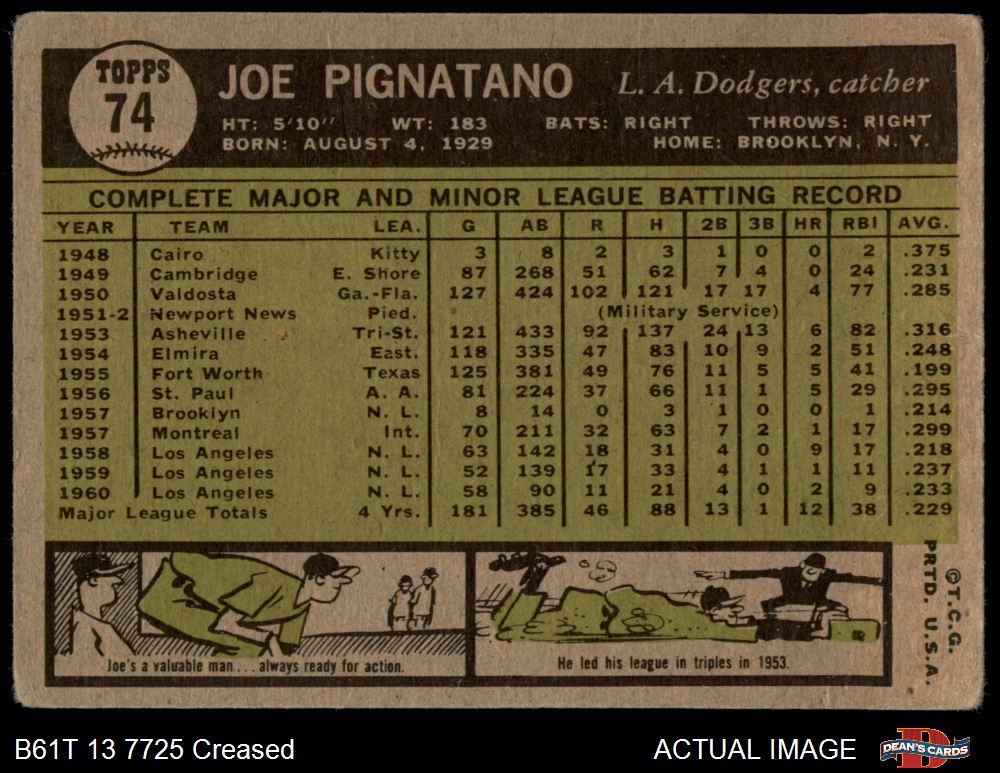 TOPPS
74
JOE PIGNATANO L. A. Dodgers, catcher
HT: 5'10" WT: 183 BATS: RIGHT THROWS: RIGHT
BORN: AUGUST 4, 1929 HOME: BROOKLYN, N. Y.
COMPLETE MAJOR AND MINOR LEAGUE BATTING RECORD
YEAR TEAM LEA. G AB R H 2B 3B HR RBI AVG.
1948 Cairo Kitty 3 8 2 3 1 0 0 2 .375
1949 Cambridge E. Shore 87 268 51 62 7 4 0 24 .231
1950 Valdosta Ga.-Fla. 127 424 102 121 17 17 4 77 .285
1951-2 Newport News Pied. (Military Service)
1953 Asheville Tri-St. 121 433 92 137 24 13 6 82 .316
1954 Elmira East. 118 335 47 83 10 9 2 51 .248
1955 Fort Worth Texas 125 381 49 76 11 5 5 41 .199
1956 St. Paul A. A. 81 224 37 66 11 1 5 29 .295
1957 Brooklyn N. L. 8 14 0 3 1 0 0 1 .214
1957 Montreal Int. 70 211 32 63 7 2 1 17 .299
1958 Los Angeles N. L. 63 142 18 31 4 0 9 17 .218
1959 Los Angeles N. L. 52 139 17 33 4 1 1 11 .237
1960 Los Angeles N. L. 58 90 11 21 4 0 2 9 .233
Major League Totals 4 Yrs. 181 385 46 88 13 1 12 38 .229
Joe's a valuable man...always ready for action.
He led his league in triples in 1953.
©T.C.G.
PRTD. U.S.A.
B61T 13 7725 Creased ACTUAL IMAGE
DEAN'S CARDS